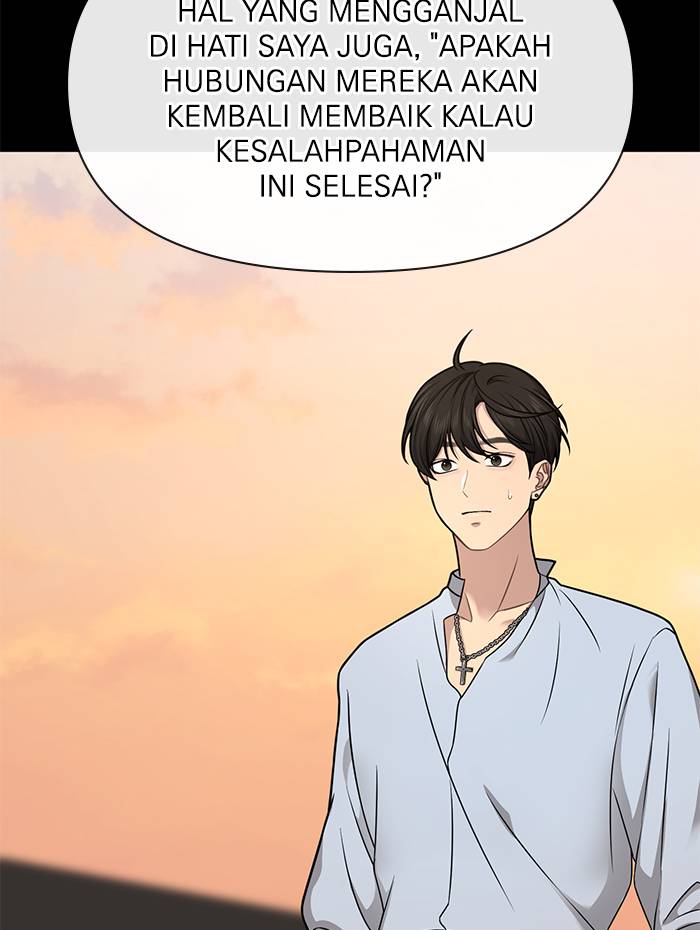 HAL YANG MENGGANJAL
DI HATI SAYA JUGA, "APAKAH
HUBUNGAN MEREKA AKAN
KEMBALI MEMBAIK KALAU
KESALAHPAHAMAN
INI SELESAI?"